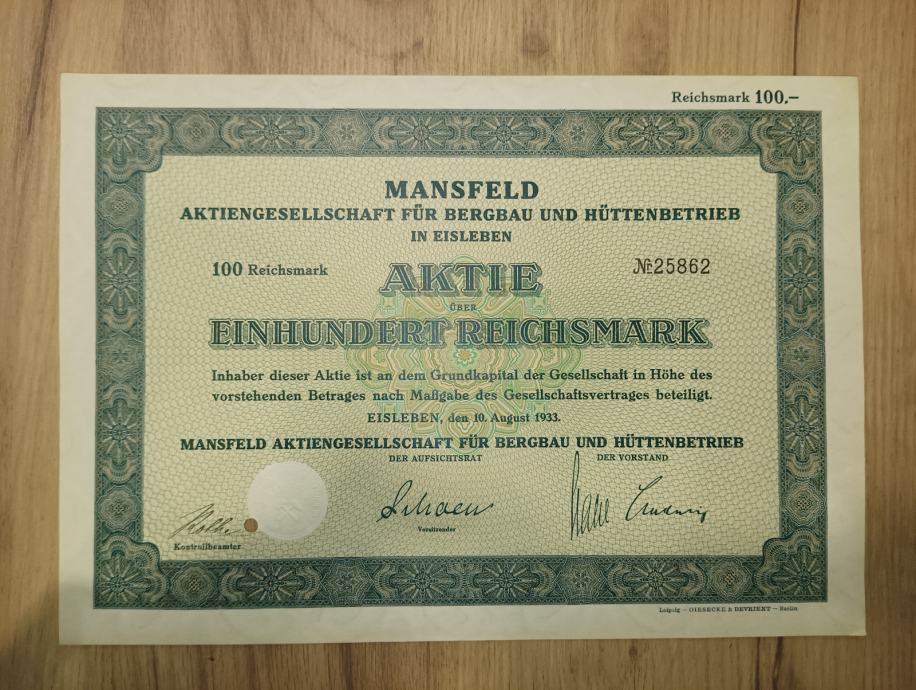 Reichsmark 100,–
MANSFELD
AKTIENGESELLSCHAFT FÜR BERGBAU UND HÜTTENBETRIEB
IN EISLEBEN
100 Reichsmark AKTIE № 25862
ÜBER
EINHUNDERT REICHSMARK
Inhaber dieser Aktie ist an dem Grundkapital der Gesellschaft in Höhe des
vorstehenden Betrages nach Maßgabe des Gesellschaftsvertrages beteiligt.
EISLEBEN, den 10. August 1933.
MANSFELD AKTIENGESELLSCHAFT FÜR BERGBAU UND HÜTTENBETRIEB
DER AUFSICHTSRAT DER VORSTAND
Vorsitzender
Kontrollbeamter
Leipzig – GIESECKE & DEVRIENT – Berlin